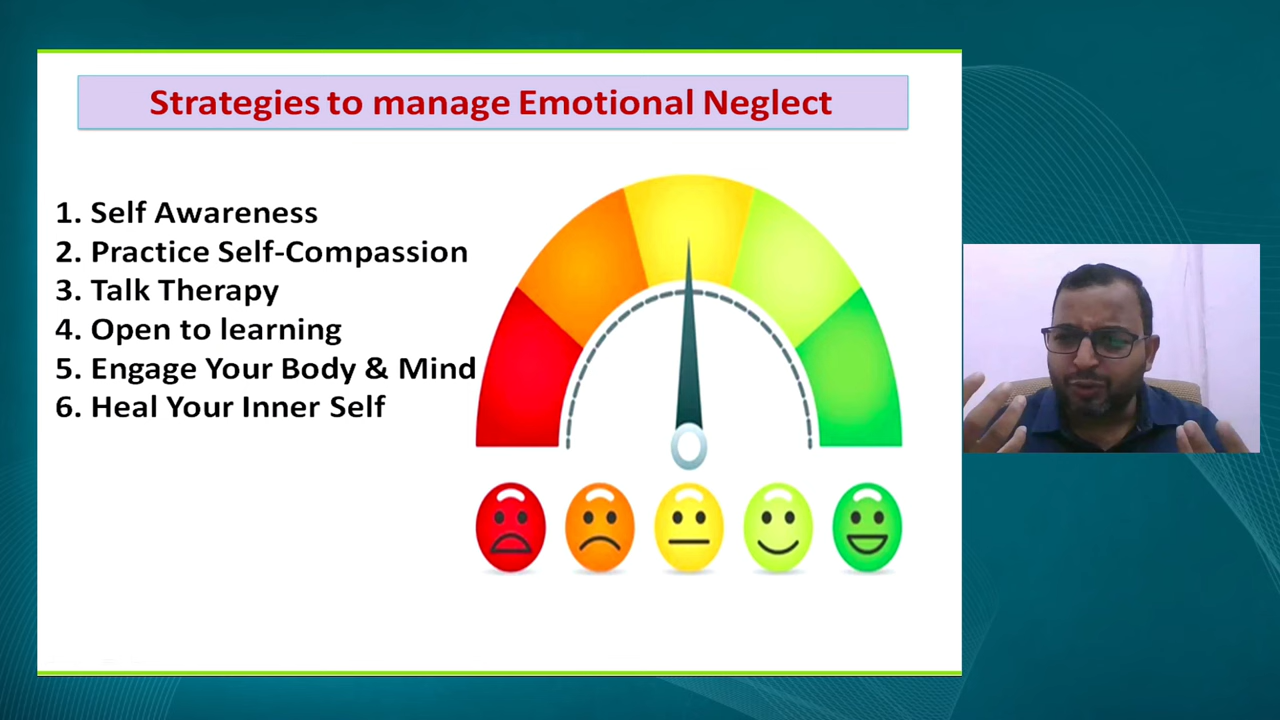 Strategies to manage Emotional Neglect
1. Self Awareness
2. Practice Self-Compassion
3. Talk Therapy
4. Open to learning
5. Engage Your Body & Mind
6. Heal Your Inner Self